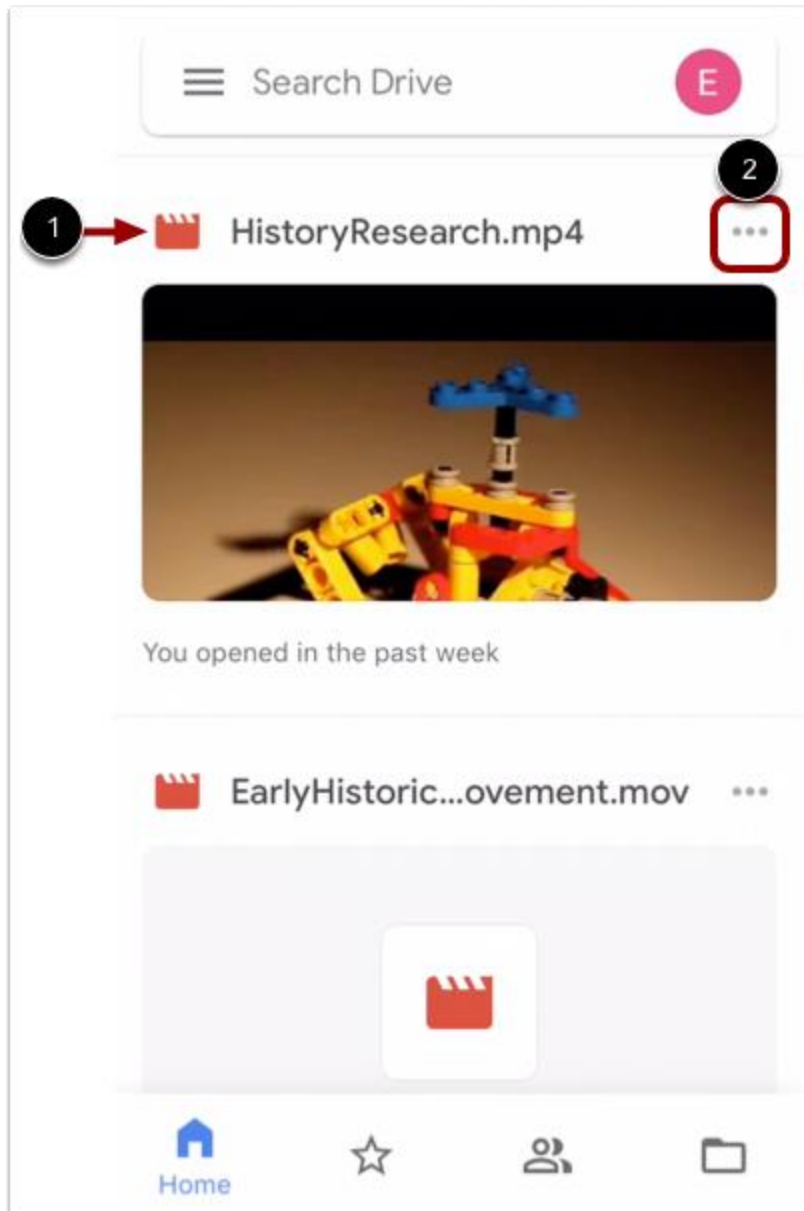 Search Drive
E
2
1
HistoryResearch.mp4
You opened in the past week
EarlyHistoric...ovement.mov
Home